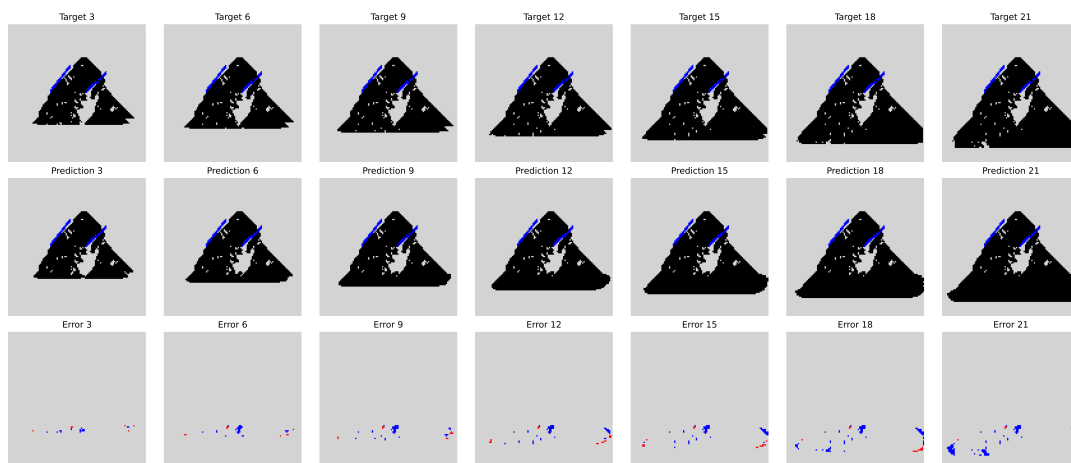 Target 3 Target 6 Target 9 Target 12 Target 15 Target 18 Target 21
Prediction 3 Prediction 6 Prediction 9 Prediction 12 Prediction 15 Prediction 18 Prediction 21
Error 3 Error 6 Error 9 Error 12 Error 15 Error 18 Error 21